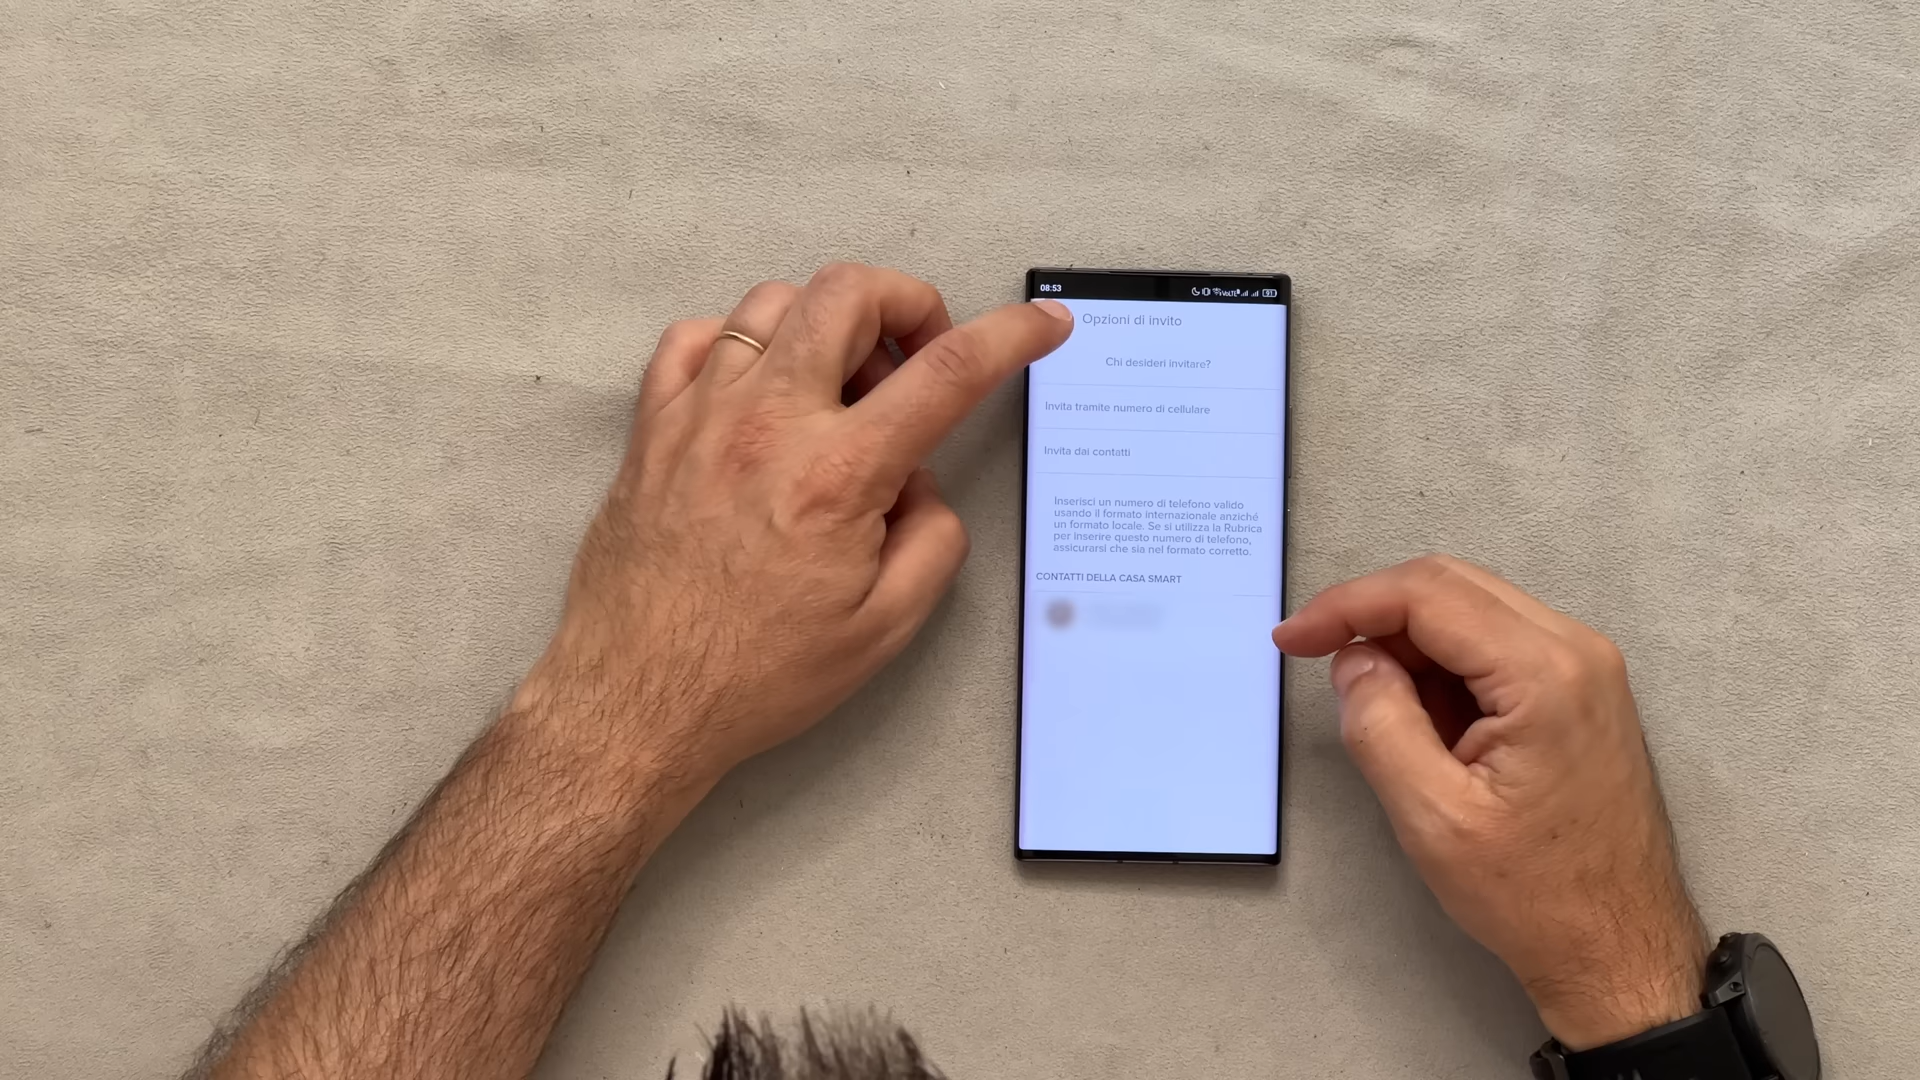 08:53
VoLTE
91
Opzioni di invito
Chi desideri invitare?
Invita tramite numero di cellulare
Invita dai contatti
Inserisci un numero di telefono valido
usando il formato internazionale anziché
un formato locale. Se si utilizza la Rubrica
per inserire questo numero di telefono,
assicurarsi che sia nel formato corretto.
CONTATTI DELLA CASA SMART